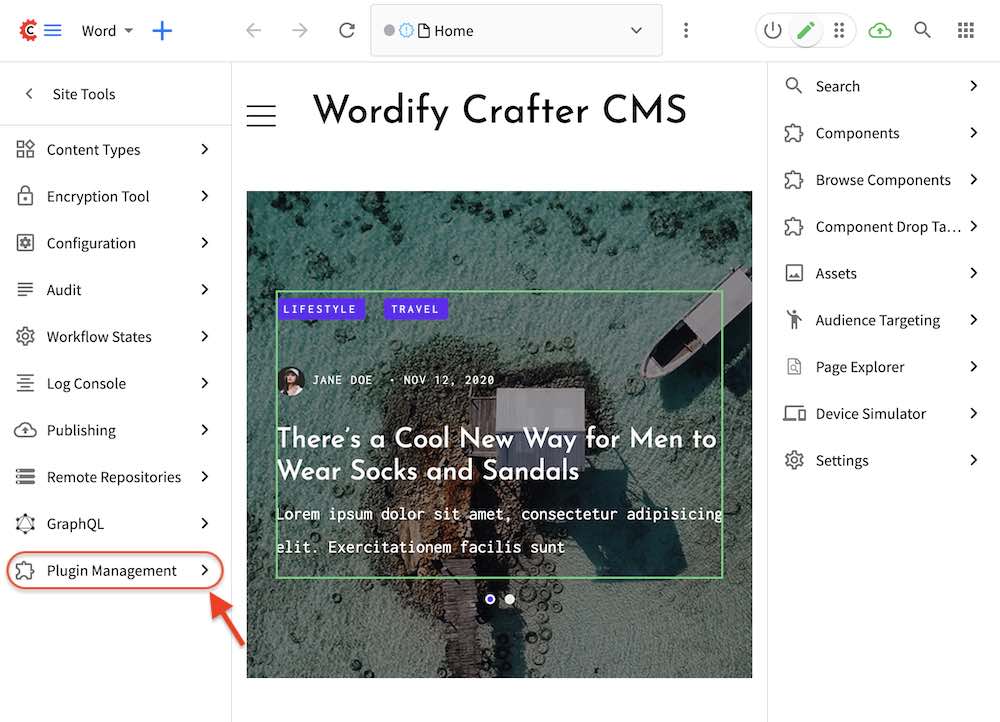 Word
Home
Site Tools
Content Types
Encryption Tool
Configuration
Audit
Workflow States
Log Console
Publishing
Remote Repositories
GraphQL
Plugin Management
Wordify Crafter CMS
LIFESTYLE TRAVEL
JANE DOE • NOV 12, 2020
There's a Cool New Way for Men to
Wear Socks and Sandals
Lorem ipsum dolor sit amet, consectetur adipisicing
elit. Exercitationem facilis sunt
Search
Components
Browse Components
Component Drop Ta...
Assets
Audience Targeting
Page Explorer
Device Simulator
Settings